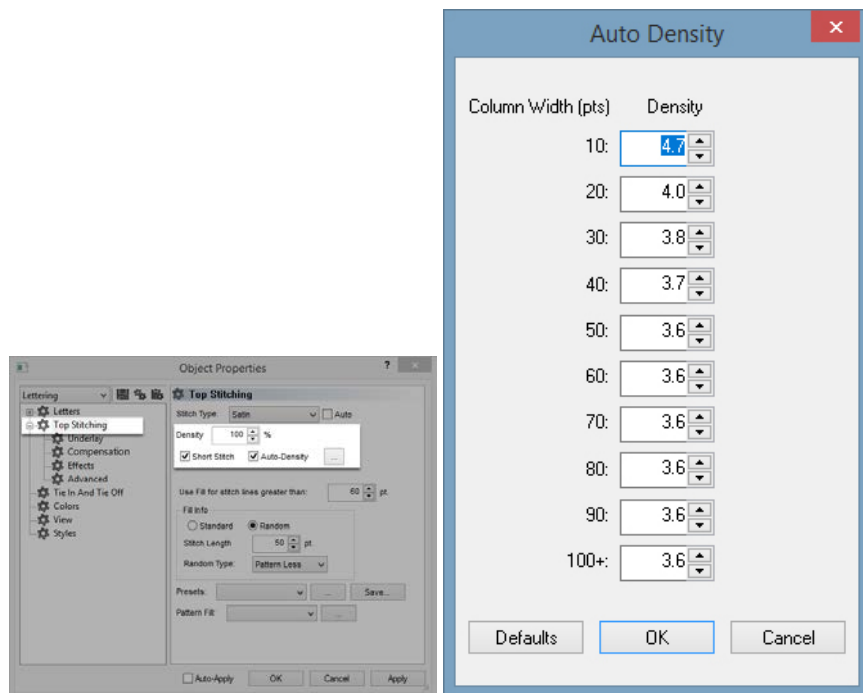 Object Properties
?
Lettering
Letters
Top Stitching
Underlay
Compensation
Effects
Advanced
Tie In And Tie Off
Colors
View
Styles
Top Stitching
Stitch Type: Satin Auto
Density 100 %
Short Stitch Auto-Density ...
Use Fill for stitch lines greater than: 60 pt.
Fill Info
Standard Random
Stitch Length 50 pt.
Random Type: Pattern Less
Presets: ... Save...
Pattern Fill: ...
Auto-Apply OK Cancel Apply
Auto Density
Column Width (pts) Density
10: 4.7
20: 4.0
30: 3.8
40: 3.7
50: 3.6
60: 3.6
70: 3.6
80: 3.6
90: 3.6
100+: 3.6
Defaults OK Cancel